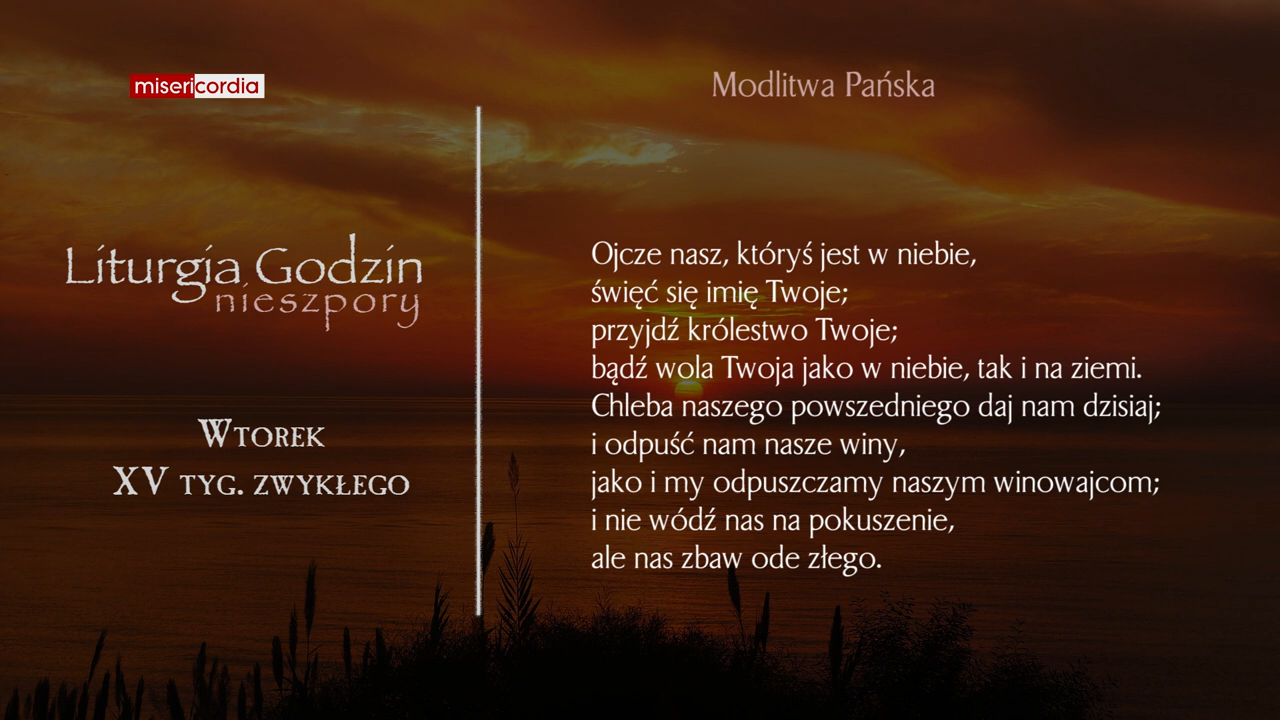 misericordia
Liturgia Godzin
nieszpory
Wtorek
XV tyg. zwykłego
Modlitwa Pańska
Ojcze nasz, któryś jest w niebie,
święć się imię Twoje;
przyjdź królestwo Twoje;
bądź wola Twoja jako w niebie, tak i na ziemi.
Chleba naszego powszedniego daj nam dzisiaj;
i odpuść nam nasze winy,
jako i my odpuszczamy naszym winowajcom;
i nie wódź nas na pokuszenie,
ale nas zbaw ode złego.